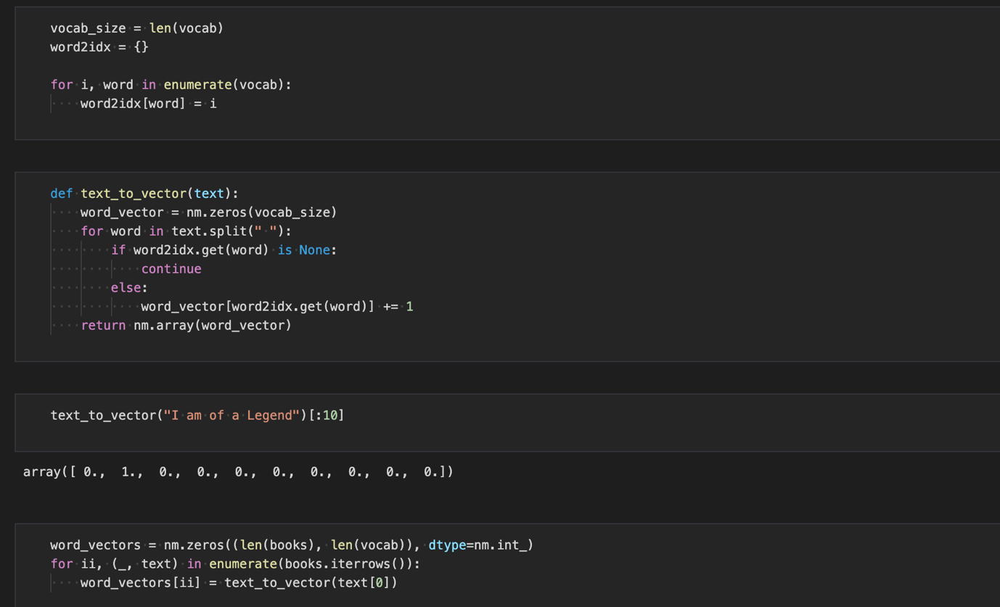 vocab_size = len(vocab)
word2idx = {}
for i, word in enumerate(vocab):
    word2idx[word] = i
def text_to_vector(text):
    word_vector = nm.zeros(vocab_size)
    for word in text.split(" "):
        if word2idx.get(word) is None:
            continue
        else:
            word_vector[word2idx.get(word)] += 1
    return nm.array(word_vector)
text_to_vector("I am of a Legend")[:10]
array([ 0.,  1.,  0.,  0.,  0.,  0.,  0.,  0.,  0.,  0.])
word_vectors = nm.zeros((len(books), len(vocab)), dtype=nm.int_)
for ii, (_, text) in enumerate(books.iterrows()):
    word_vectors[ii] = text_to_vector(text[0])